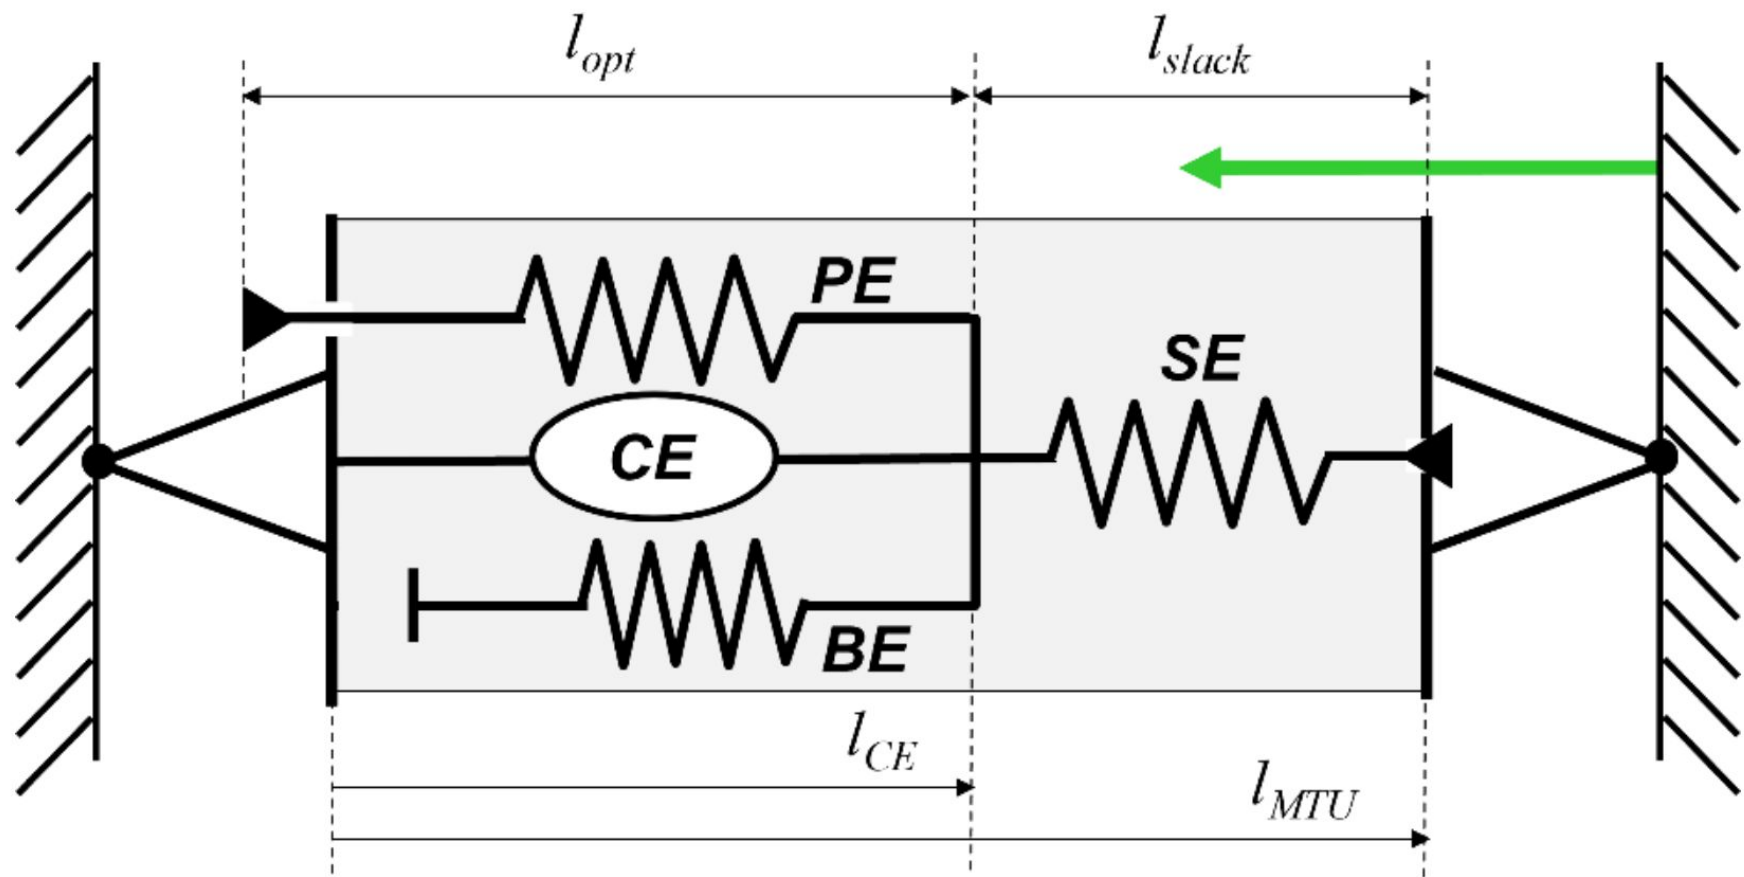 l_opt
l_slack
PE
SE
CE
BE
l_CE
l_MTU